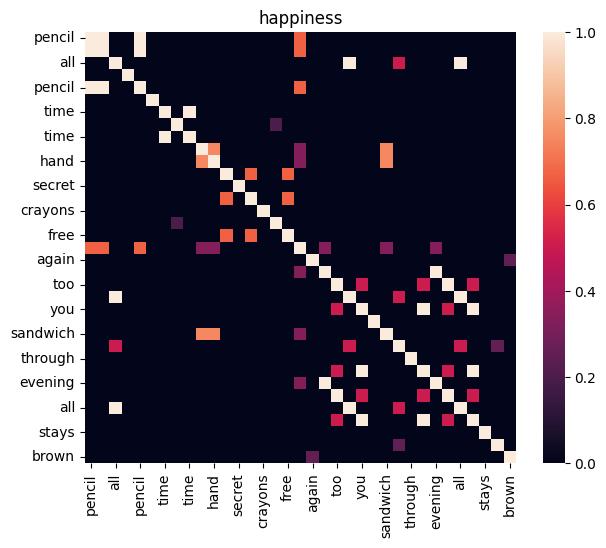 happiness
pencil
all
pencil
time
time
hand
secret
crayons
free
again
too
you
sandwich
through
evening
all
stays
brown
1.0
0.8
0.6
0.4
0.2
0.0
pencil
all
pencil
time
time
hand
secret
crayons
free
again
too
you
sandwich
through
evening
all
stays
brown